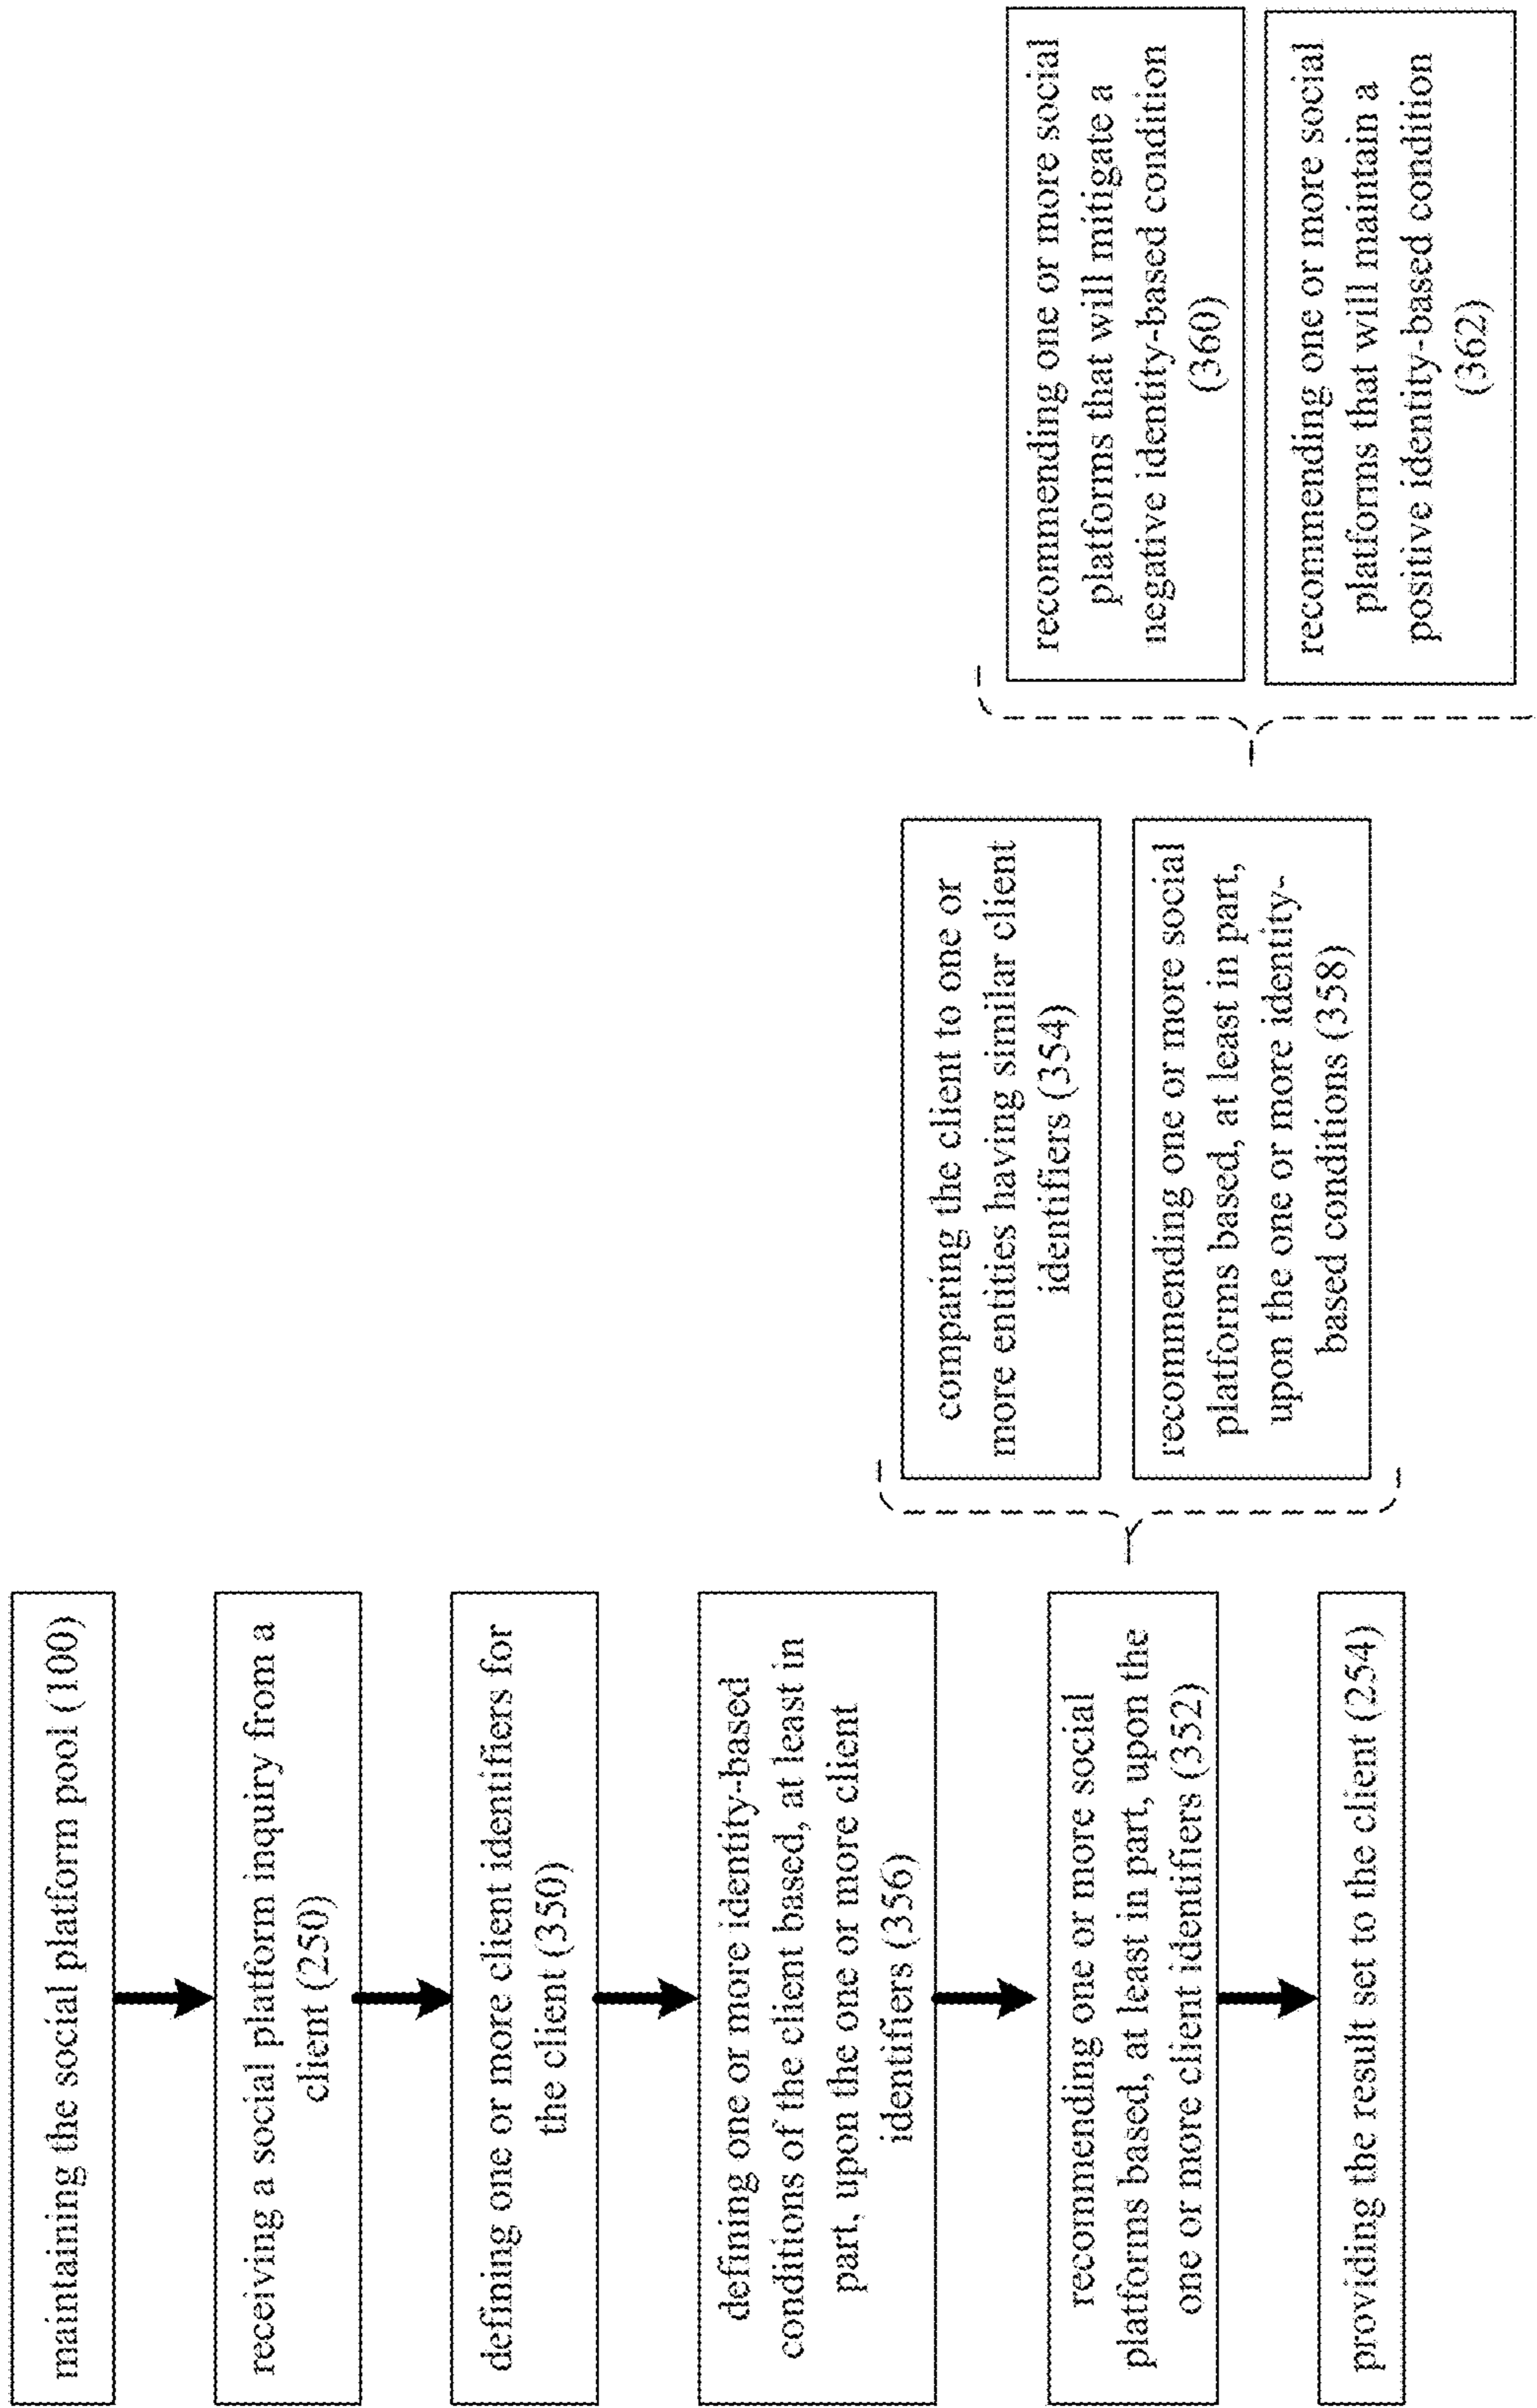 maintaining the social platform pool (100)
receiving a social platform inquiry from a
client (250)
defining one or more client identifiers for
the client (350)
defining one or more identity-based
conditions of the client based, at least in
part, upon the one or more client
identifiers (356)
recommending one or more social
platforms based, at least in part, upon the
one or more client identifiers (352)
providing the result set to the client (254)
comparing the client to one or
more entities having similar client
identifiers (354)
recommending one or more social
platforms based, at least in part,
upon the one or more identity-
based conditions (358)
recommending one or more social
platforms that will mitigate a
negative identity-based condition
(360)
recommending one or more social
platforms that will maintain a
positive identity-based condition
(362)